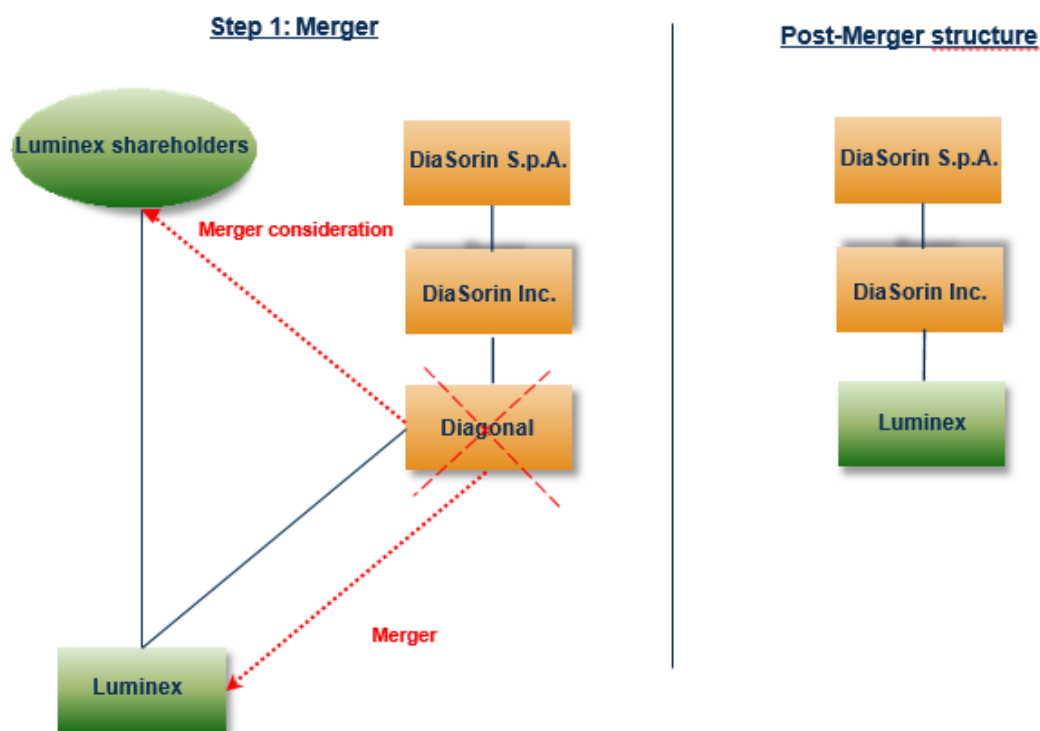 Step 1: Merger
Luminex shareholders
DiaSorin S.p.A.
Merger consideration
DiaSorin Inc.
Diagonal
Merger
Luminex
Post-Merger structure
DiaSorin S.p.A.
DiaSorin Inc.
Luminex